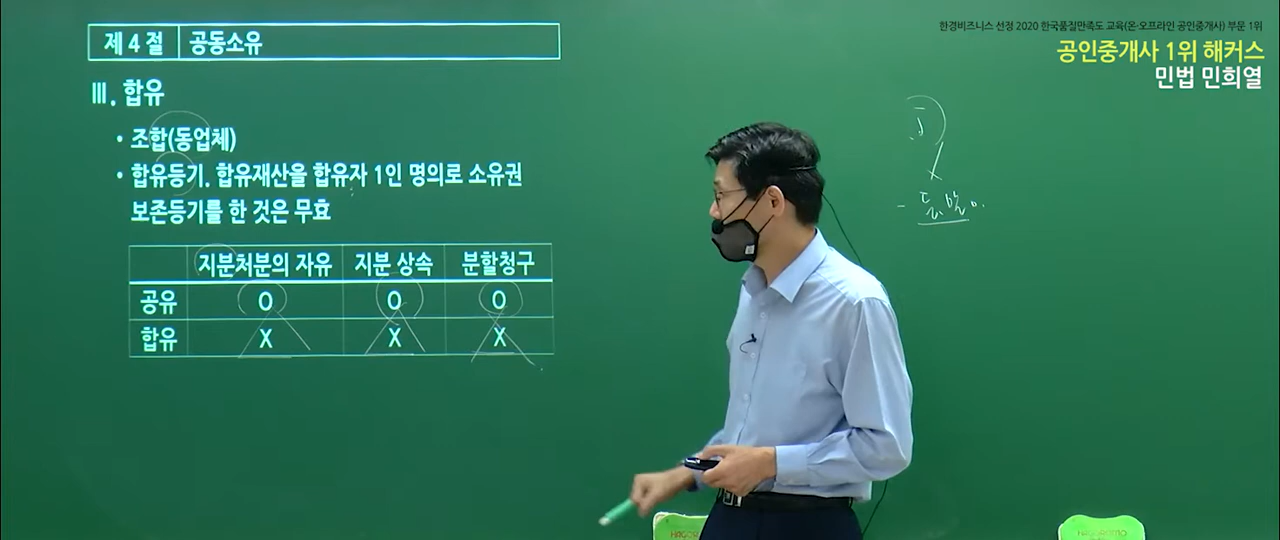 제 4 절 공동소유
한경비즈니스 선정 2020 한국품질만족도 교육(온·오프라인 공인중개사) 부문 1위
공인중개사 1위 해커스
민법 민희열
Ⅲ. 합유
• 조합(동업체)
• 합유등기. 합유재산을 합유자 1인 명의로 소유권
보존등기를 한 것은 무효
지분처분의 자유 지분 상속 분할청구
공유 O O O
합유 X X X